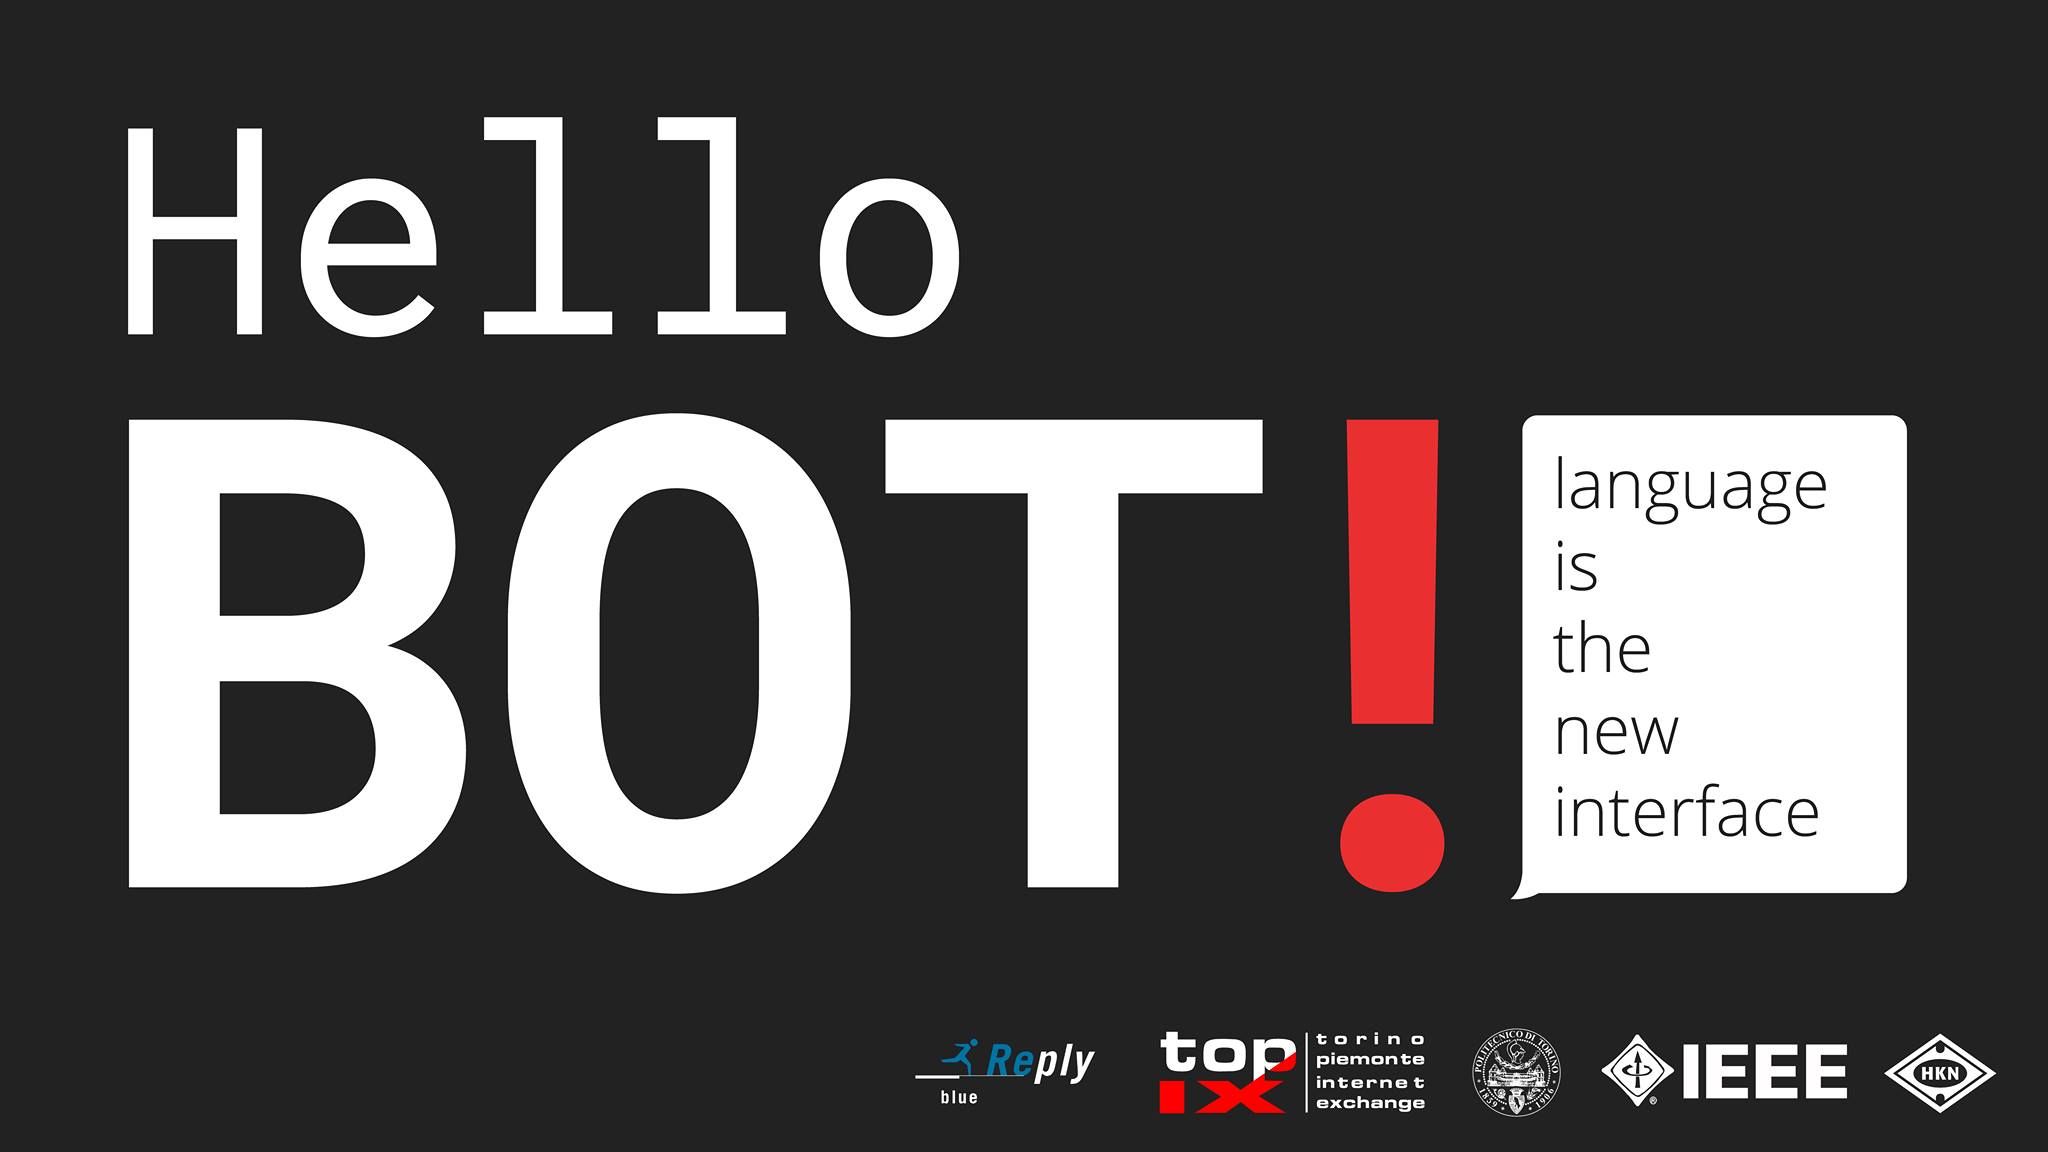 Hello
BOT!
language
is
the
new
interface
Reply
blue
top
ix
torino
piemonte
internet
exchange
POLITECNICO DI TORINO
1859
1906
IEEE
®
HKN